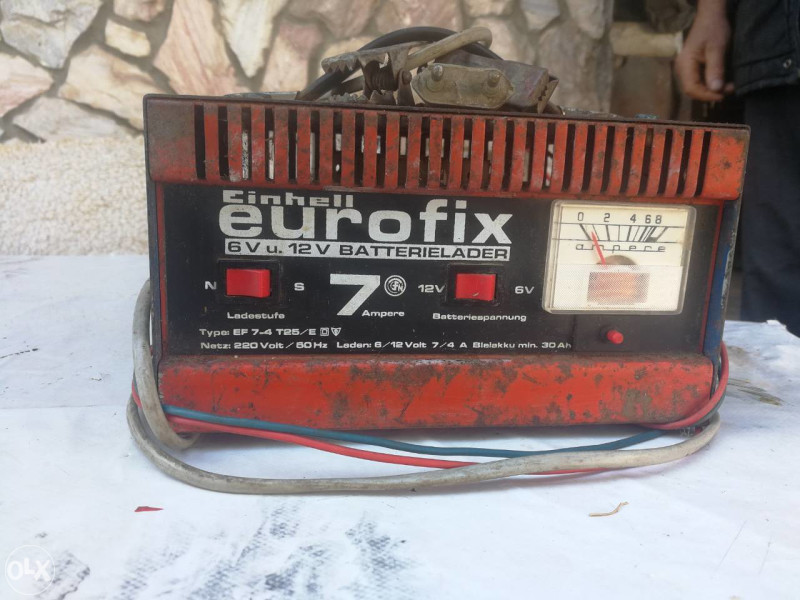 Einhell
eurofix
6V u. 12V BATTERIELADER
N S
Ladestufe
7
Ampere
12V 6V
Batteriespannung
Type: EF 7-4 T25/E
Netz: 220 Volt / 50 Hz Laden: 6/12 Volt 7/4 A Bleiakku min. 30 Ah
0 2 4 6 8
ampere
OLX